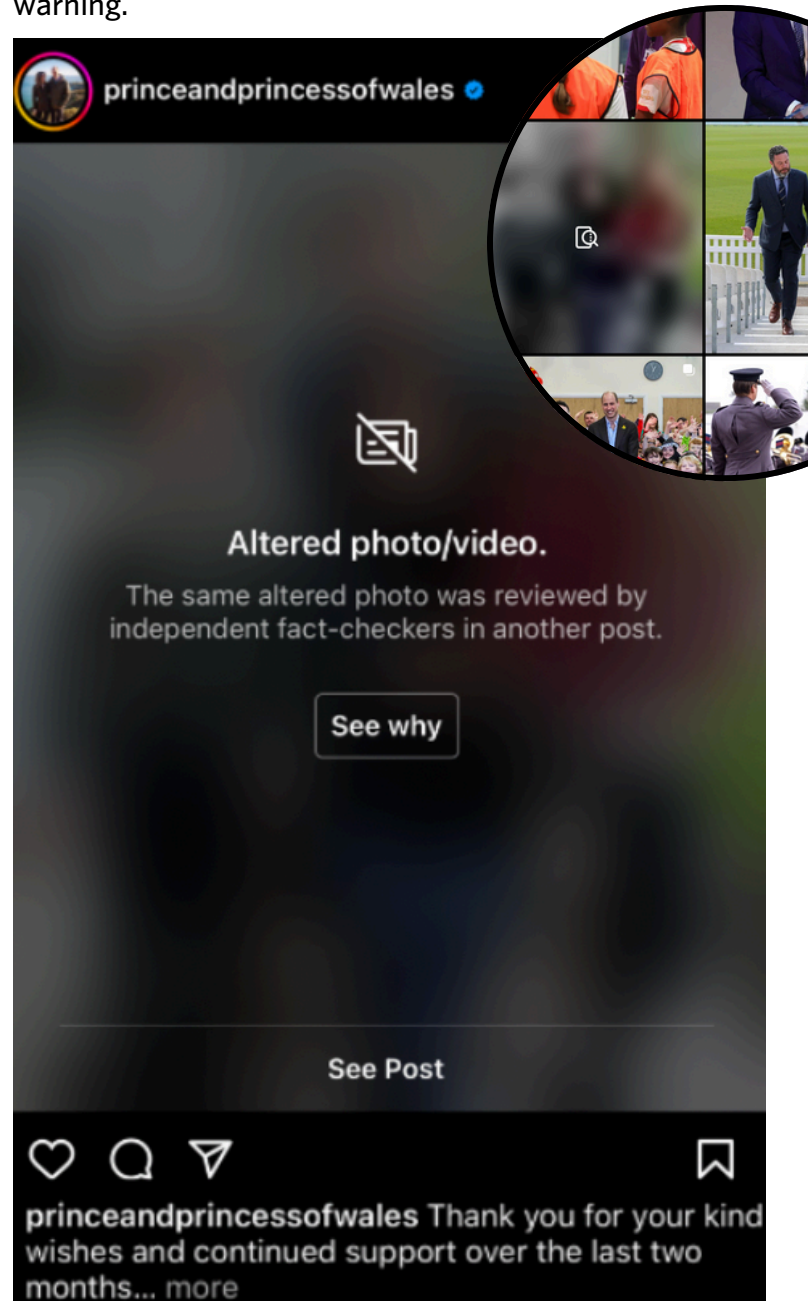 warning.
princeandprincessofwales
Altered photo/video.
The same altered photo was reviewed by
independent fact-checkers in another post.
See why
See Post
princeandprincessofwales Thank you for your kind
wishes and continued support over the last two
months... more